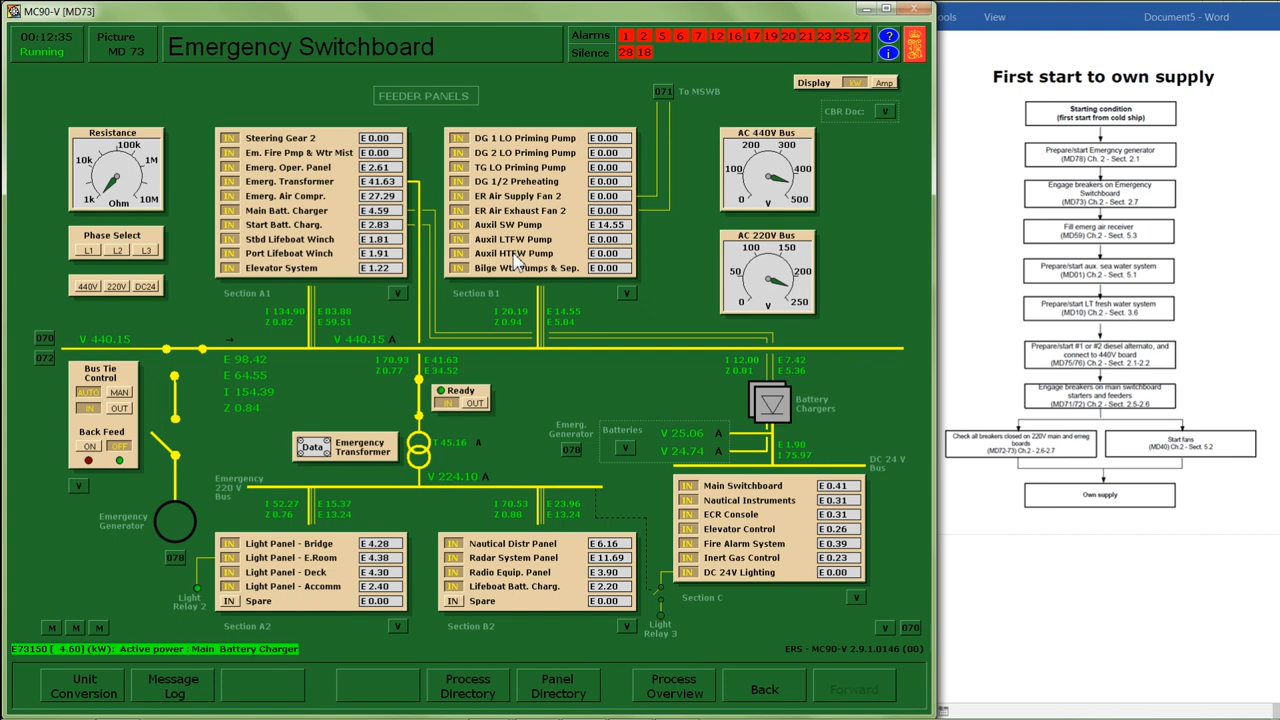 MC90-V [MD73]
00:12:35
Running
Picture
MD 73
Emergency Switchboard
Alarms 1 2 5 6 7 12 16 17 19 20 21 23 25 27
Silence 28 18
?
i
FEEDER PANELS
071 To MSWB
Display kW Amp
CBR Doc: V
Resistance
1k 10k 100k 1M 10M
Ohm
Phase Select
L1 L2 L3
440V 220V DC24
IN Steering Gear 2 E 0.00
IN Em. Fire Pmp & Wtr Mist E 0.00
IN Emerg. Oper. Panel E 2.61
IN Emerg. Transformer E 41.63
IN Emerg. Air Compr. E 27.29
IN Main Batt. Charger E 4.59
IN Start Batt. Charg. E 2.83
IN Stbd Lifeboat Winch E 1.81
IN Port Lifeboat Winch E 1.91
IN Elevator System E 1.22
Section A1 V
IN DG 1 LO Priming Pump E 0.00
IN DG 2 LO Priming Pump E 0.00
IN TG LO Priming Pump E 0.00
IN DG 1/2 Preheating E 0.00
IN ER Air Supply Fan 2 E 0.00
IN ER Air Exhaust Fan 2 E 0.00
IN Auxil SW Pump E 14.55
IN Auxil LTFW Pump E 0.00
IN Auxil HTFW Pump E 0.00
IN Bilge Wt Pumps & Sep. E 0.00
Section B1 V
AC 440V Bus
0 100 200 300 400 500
V
AC 220V Bus
0 50 100 150 200 250
V
I 134.90 E 83.88
Z 0.82 E 59.51
I 20.19 E 14.55
Z 0.94 E 5.04
070
072
V 440.15
→
V 440.15 A
E 98.42
E 64.55
I 154.39
Z 0.84
I 70.93 E 41.63
Z 0.77 E 34.52
I 12.00 E 7.42
Z 0.81 E 5.36
Bus Tie
Control
AUTO MAN
IN OUT
Back Feed
ON OFF
V
Ready
IN OUT
Data Emergency
Transformer
T 45.16 A
V 224.10 A
Battery
Chargers
Emerg.
Generator
078
Batteries
V
V 25.06 A
V 24.74 A
E 1.90
I 75.97
DC 24 V
Bus
Emergency
220 V
Bus
Emergency
Generator
078
I 52.27 E 15.37
Z 0.76 E 13.24
I 70.53 E 23.96
Z 0.88 E 13.24
IN Main Switchboard E 0.41
IN Nautical Instruments E 0.31
IN ECR Console E 0.31
IN Elevator Control E 0.26
IN Fire Alarm System E 0.39
IN Inert Gas Control E 0.23
IN DC 24V Lighting E 0.00
Section C V
IN Light Panel - Bridge E 4.28
IN Light Panel - E.Room E 4.38
IN Light Panel - Deck E 4.30
IN Light Panel - Accomm E 2.40
IN Spare E 0.00
Section A2 V
Light
Relay 2
IN Nautical Distr Panel E 6.16
IN Radar System Panel E 11.69
IN Radio Equip. Panel E 3.90
IN Lifeboat Batt. Charg. E 2.20
IN Spare E 0.00
Section B2 V
Light
Relay 3
M M M
V 070
E73150 [ 4.60] (kW): Active power : Main Battery Charger
ERS - MC90-V 2.9.1.0146 (00)
Unit
Conversion
Message
Log
Process
Directory
Panel
Directory
Process
Overview
Back
Forward
ools View Document5 - Word
First start to own supply
Starting condition
(first start from cold ship)
Prepare/start Emergncy generator
(MD78) Ch. 2 - Sect. 2.1
Engage breakers on Emergency
Switchboard
(MD73) Ch.2 - Sect. 2.7
Fill emerg air receiver
(MD59) Sect. 5.3
Prepare/start aux. sea water system
(MD01) Sect. 5.1
Prepare/start LT fresh water system
(MD10) Sect. 3.6
Prepare/start #1 or #2 diesel alternato, and
connect to 440V board
(MD75/76) Ch.2 - Sect. 2.1-2.2
Engage breakers on main switchboard
starters and feeders
(MD71/72) Ch.2 - Sect. 2.5-2.6
Check all breakers closed on 220V main and emeg
boards
(MD72-73) Ch.2 - 2.6-2.7
Start fans
(MD40) Ch.2 - Sect. 5.2
Own supply